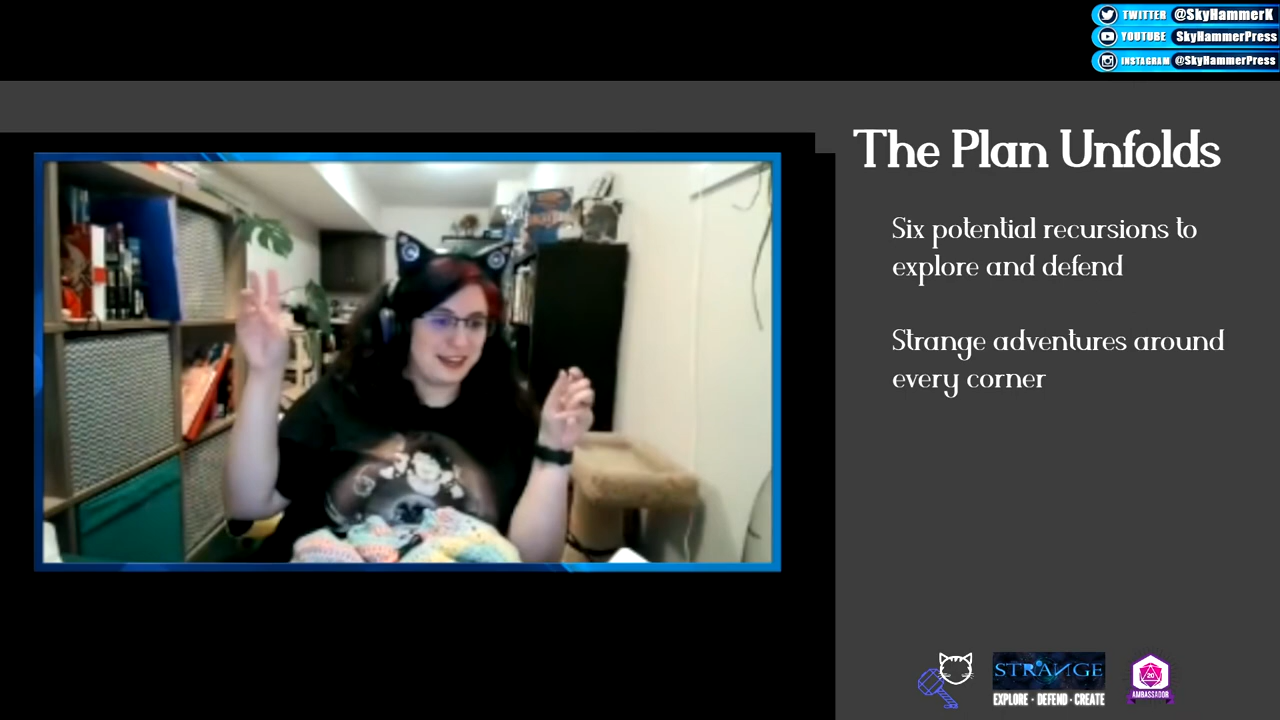 TWITTER @SkyHammerK
YOUTUBE SkyHammerPress
INSTAGRAM @SkyHammerPress
The Plan Unfolds
Six potential recursions to
explore and defend
Strange adventures around
every corner
STRANGE
EXPLORE · DEFEND · CREATE
20
AMBASSADOR